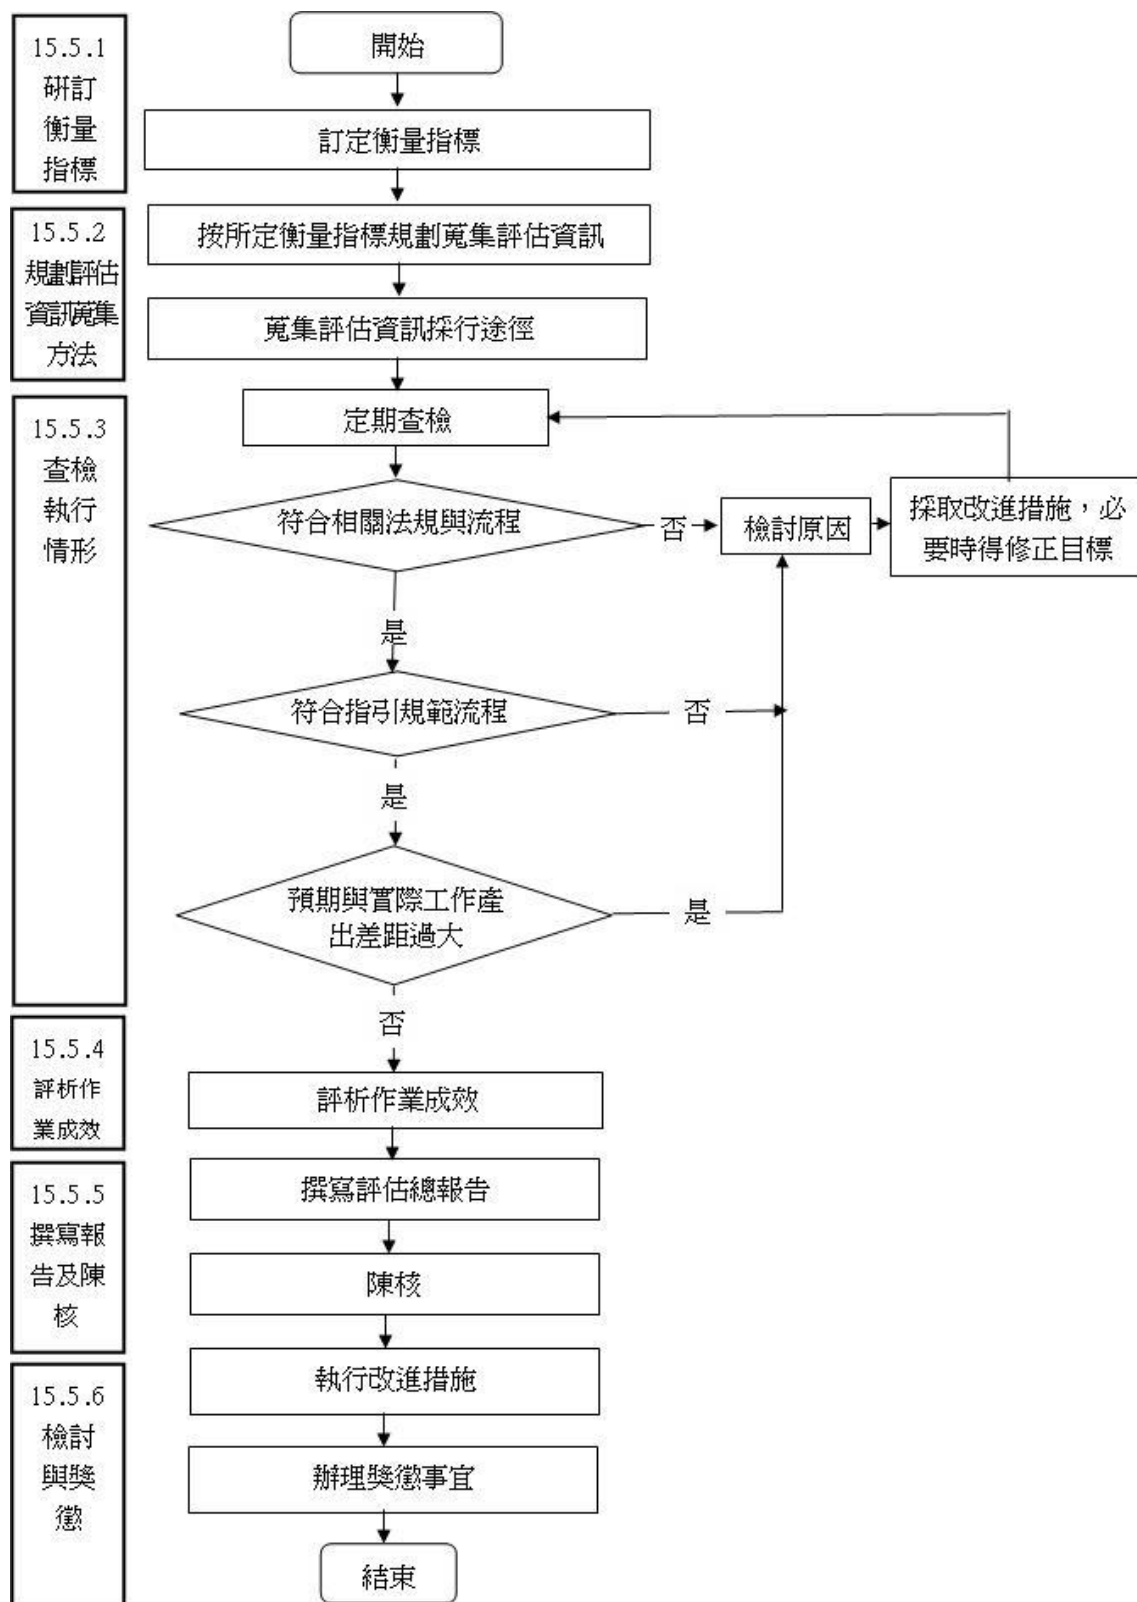 15.5.1
研訂
衡量
指標
開始
訂定衡量指標
15.5.2
規劃評估
資訊蒐集
方法
按所定衡量指標規劃蒐集評估資訊
蒐集評估資訊採行途徑
15.5.3
查檢
執行
情形
定期查檢
符合相關法規與流程
否
檢討原因
採取改進措施，必
要時得修正目標
是
符合指引規範流程
否
是
預期與實際工作產
出差距過大
是
否
15.5.4
評析作
業成效
評析作業成效
15.5.5
撰寫報
告及陳
核
撰寫評估總報告
陳核
15.5.6
檢討
與獎
懲
執行改進措施
辦理獎懲事宜
結束